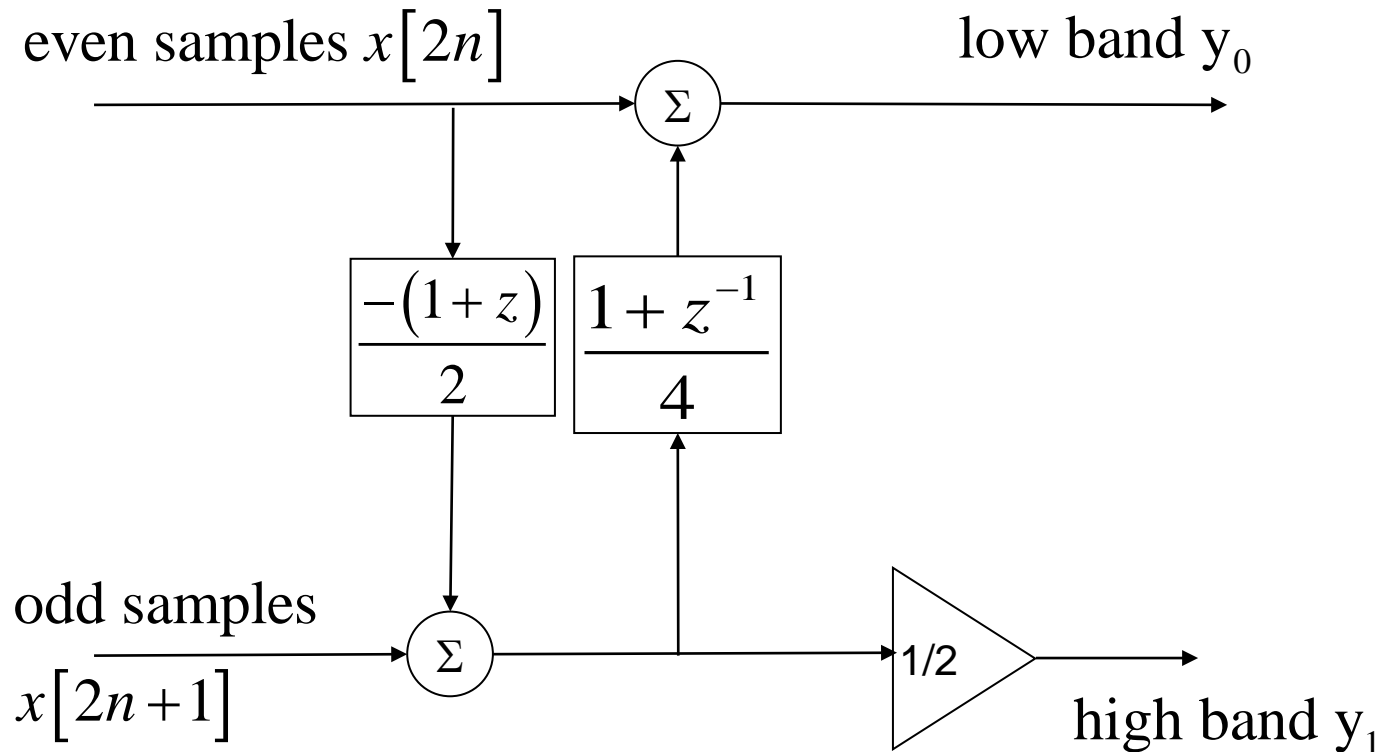 even samples x[2n]
low band y₀
Σ
−(1+z)
2
1+z⁻¹
4
odd samples
x[2n+1]
Σ
1/2
high band y₁